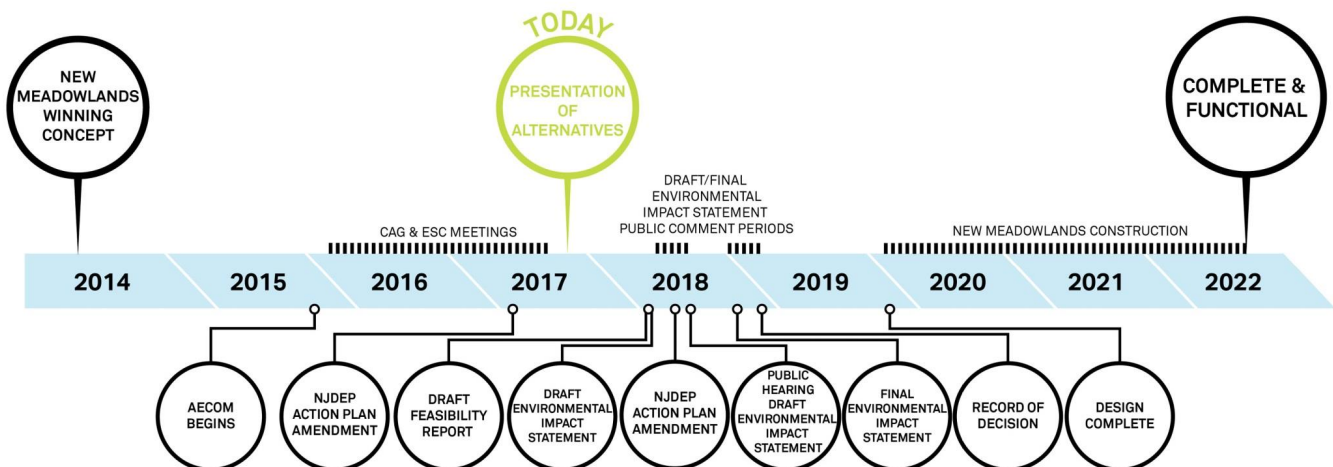 TODAY
NEW
MEADOWLANDS
WINNING
CONCEPT
PRESENTATION
OF
ALTERNATIVES
COMPLETE &
FUNCTIONAL
CAG & ESC MEETINGS
DRAFT/FINAL
ENVIRONMENTAL
IMPACT STATEMENT
PUBLIC COMMENT PERIODS
NEW MEADOWLANDS CONSTRUCTION
2014 2015 2016 2017 2018 2019 2020 2021 2022
AECOM
BEGINS
NJDEP
ACTION PLAN
AMENDMENT
DRAFT
FEASIBILITY
REPORT
DRAFT
ENVIRONMENTAL
IMPACT
STATEMENT
NJDEP
ACTION PLAN
AMENDMENT
PUBLIC
HEARING
DRAFT
ENVIRONMENTAL
IMPACT
STATEMENT
FINAL
ENVIRONMENTAL
IMPACT
STATEMENT
RECORD OF
DECISION
DESIGN
COMPLETE